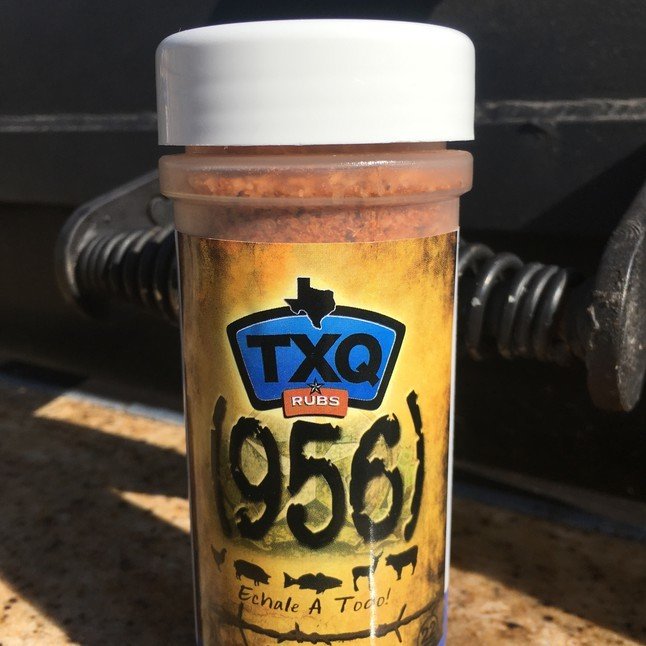 TXQ
RUBS
(956)
Echale A Todo!